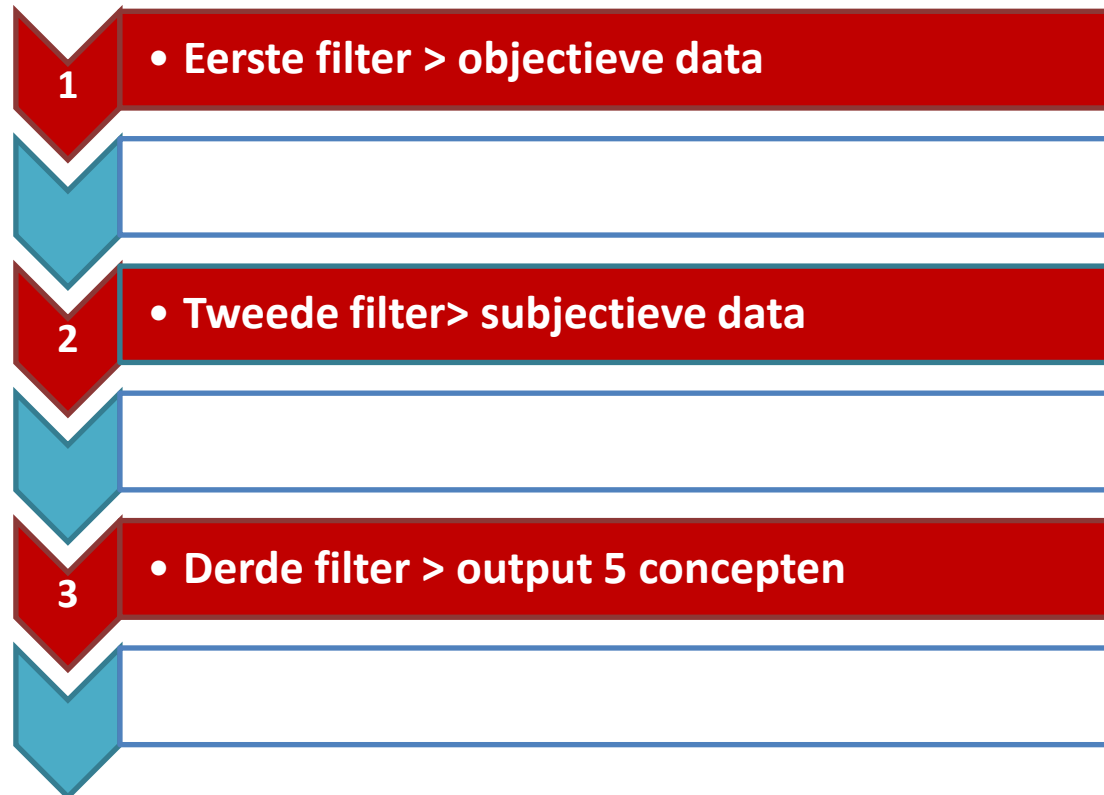 1
• Eerste filter > objectieve data
2
• Tweede filter> subjectieve data
3
• Derde filter > output 5 concepten